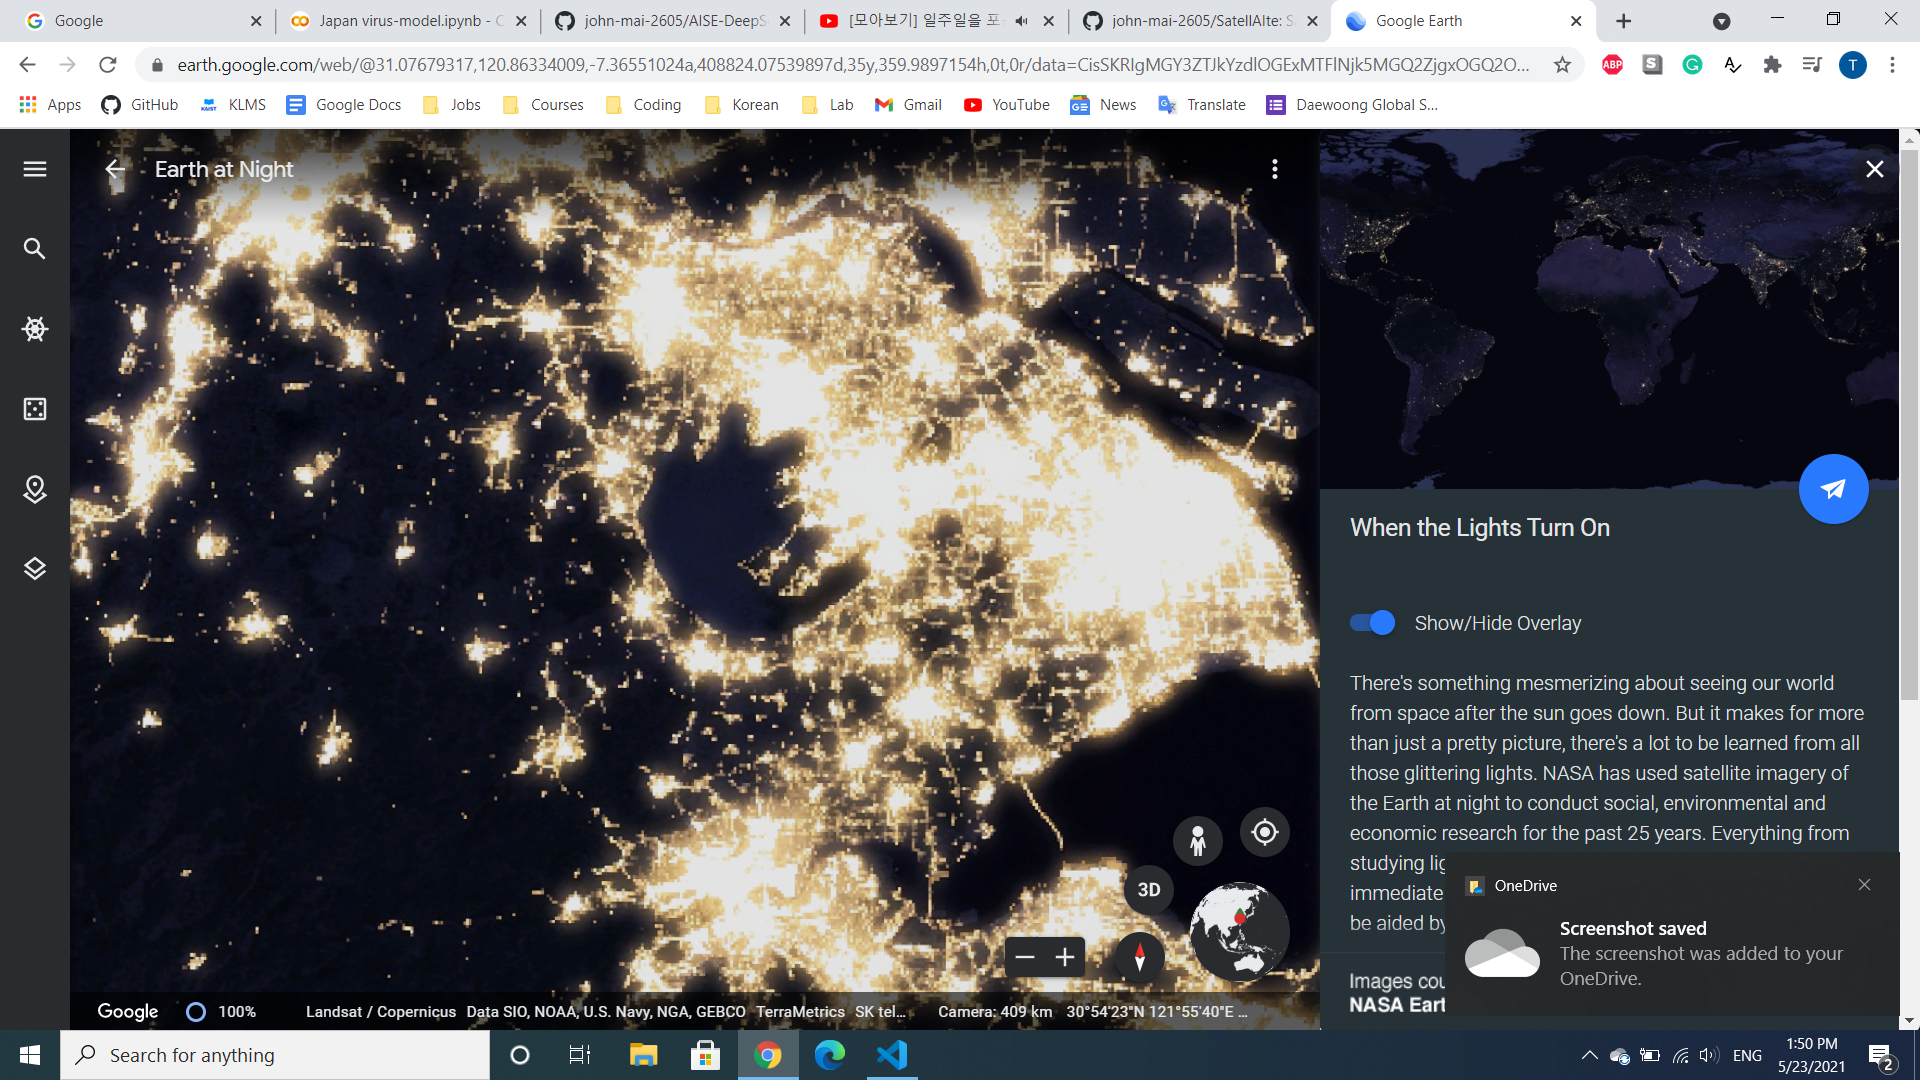 Google
Japan virus-model.ipynb - C
john-mai-2605/AISE-DeepS
[모아보기] 일주일을 포
john-mai-2605/SatellAIte: S
Google Earth
earth.google.com/web/@31.07679317,120.86334009,-7.36551024a,408824.07539897d,35y,359.9897154h,0t,0r/data=CisSKRIgMGY3ZTJkYzdlOGExMTFlNjk5MGQ2ZjgxOGQ2O...
ABP
S
G
T
Apps
GitHub
KLMS
Google Docs
Jobs
Courses
Coding
Korean
Lab
Gmail
YouTube
News
Translate
Daewoong Global S...
Earth at Night
When the Lights Turn On
Show/Hide Overlay
There's something mesmerizing about seeing our world
from space after the sun goes down. But it makes for more
than just a pretty picture, there's a lot to be learned from all
those glittering lights. NASA has used satellite imagery of
the Earth at night to conduct social, environmental and
economic research for the past 25 years. Everything from
studying lig
immediate
be aided by
Images cou
NASA Eart
OneDrive
Screenshot saved
The screenshot was added to your
OneDrive.
3D
Google
100%
Landsat / Copernicus
Data SIO, NOAA, U.S. Navy, NGA, GEBCO
TerraMetrics
SK tel...
Camera: 409 km
30°54'23"N 121°55'40"E ...
Search for anything
ENG
1:50 PM
5/23/2021
2